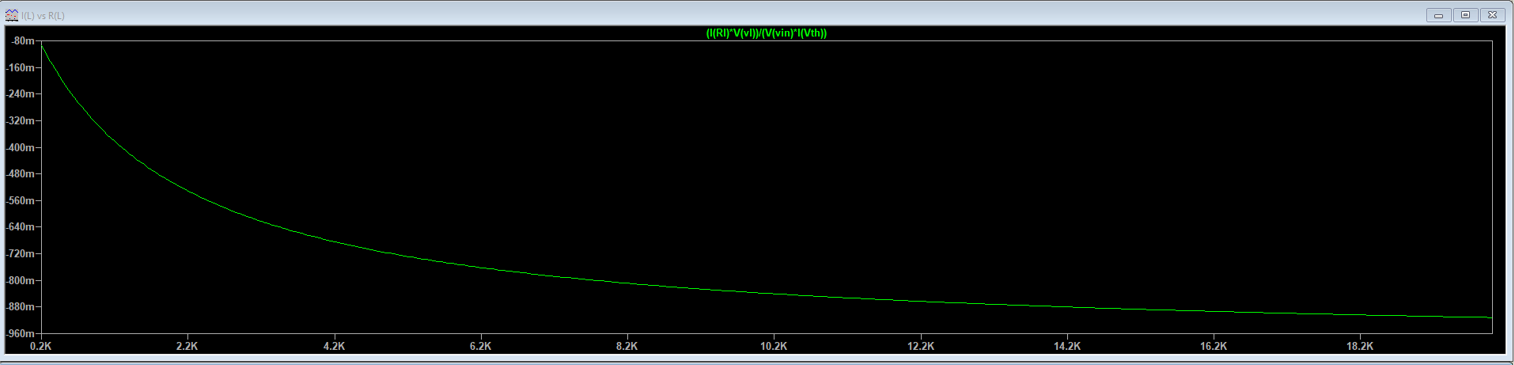 I(L) vs R(L)
(I(Rl)*V(vl))/(V(vin)*I(Vth))
-80m
-160m
-240m
-320m
-400m
-480m
-560m
-640m
-720m
-800m
-880m
-960m
0.2K 2.2K 4.2K 6.2K 8.2K 10.2K 12.2K 14.2K 16.2K 18.2K